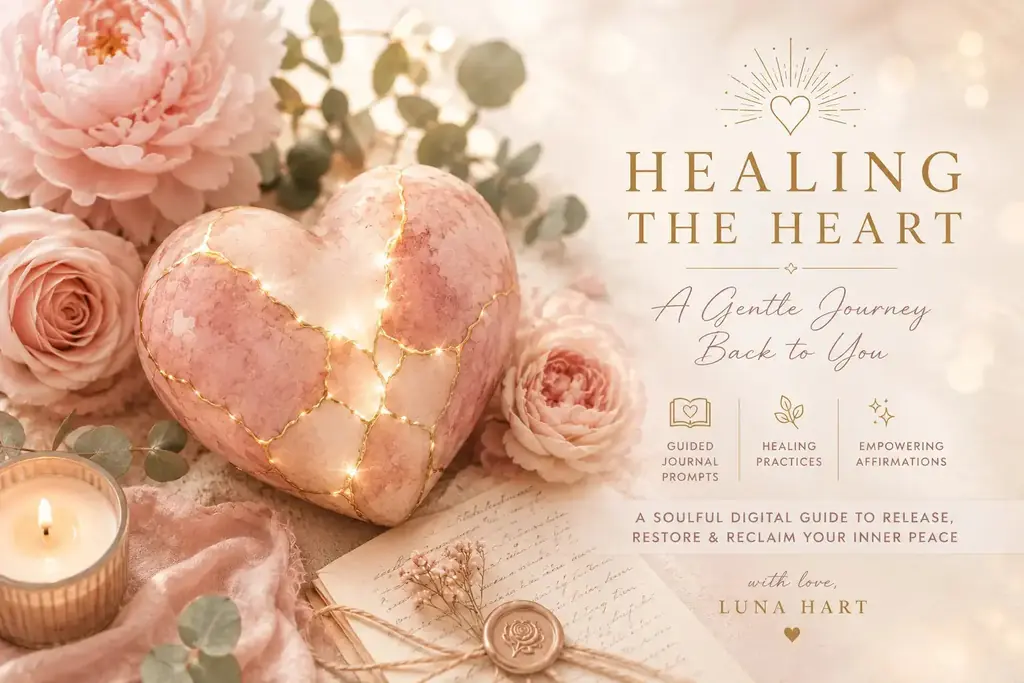 HEALING
THE HEART
A Gentle Journey
Back to You
GUIDED
JOURNAL
PROMPTS
HEALING
PRACTICES
EMPOWERING
AFFIRMATIONS
A SOULFUL DIGITAL GUIDE TO RELEASE,
RESTORE & RECLAIM YOUR INNER PEACE
with love,
LUNA HART